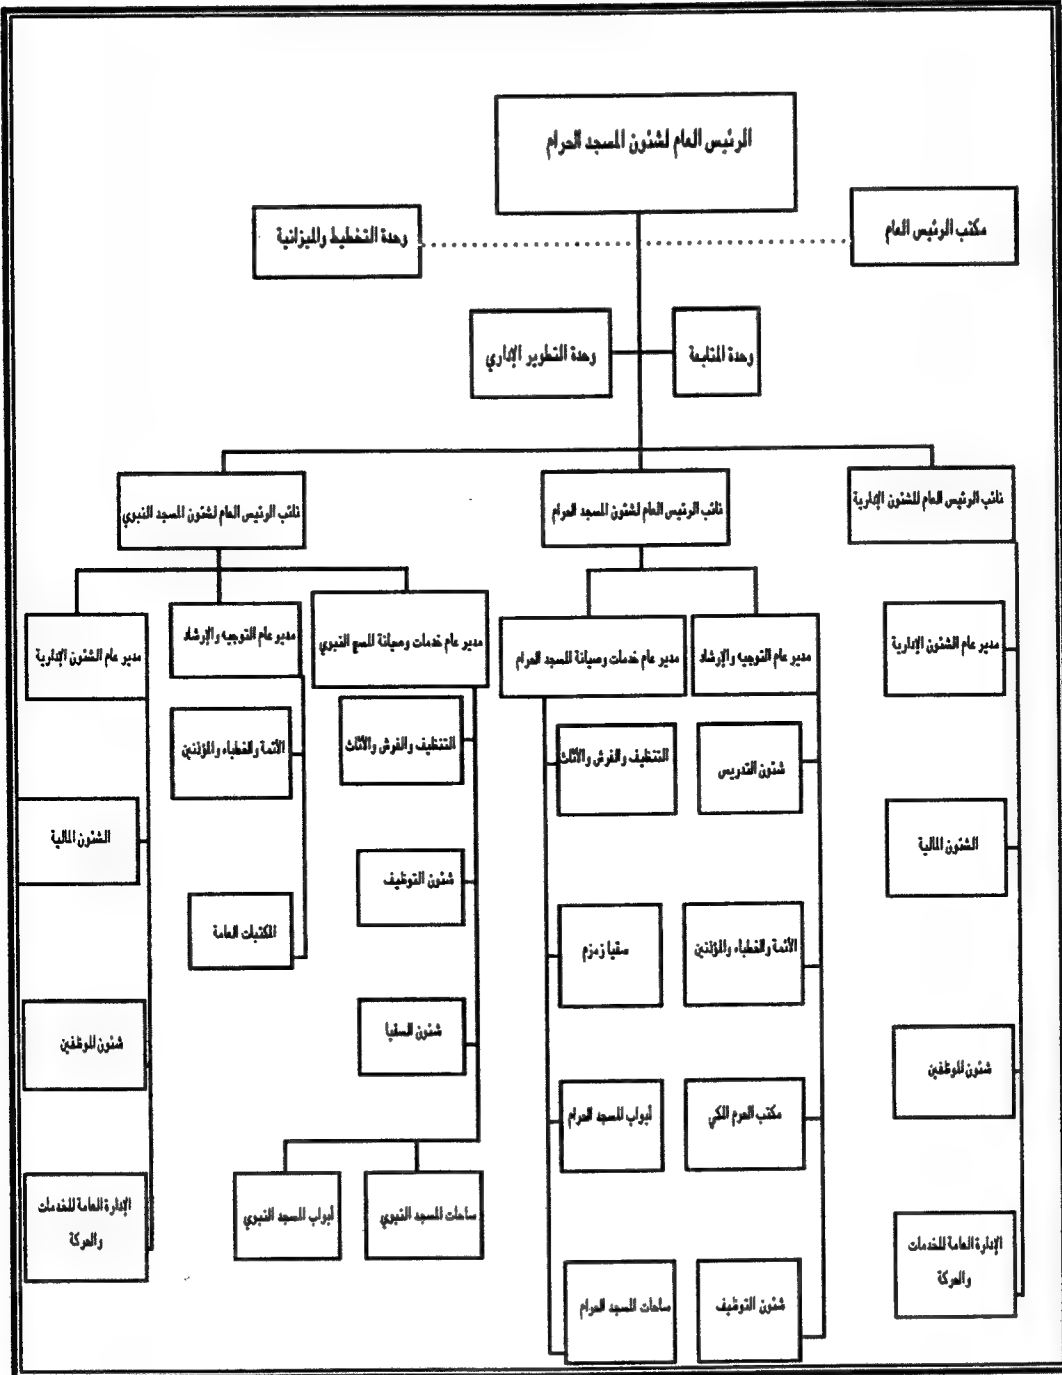 الرئيس العام لشئون المسجد الحرام
مكتب الرئيس العام
وحدة التخطيط والميزانية
وحدة المتابعة
وحدة التطوير الإداري
نائب الرئيس العام للشئون الإدارية
نائب الرئيس العام لشئون المسجد الحرام
نائب الرئيس العام لشئون المسجد النبوي
مدير عام الشئون الإدارية
مدير عام التوجيه والإرشاد
مدير عام خدمات وصيانة المسجد الحرام
مدير عام خدمات وصيانة المسع النبوي
مدير عام التوجيه والإرشاد
مدير عام الشئون الإدارية
شئون التدريس
التنظيف والفرش والأثاث
التنظيف والفرش والأثاث
الأئمة والخطباء والمؤذنين
الشئون المالية
الشئون المالية
شئون التوظيف
المكتبات العامة
الأئمة والخطباء والمؤذنين
سقيا زمزم
شئون السقيا
شئون الموظفين
شئون الموظفين
مكتب الحرم المكي
أبواب المسجد الحرام
ساحات المسجد النبوي
أبواب المسجد النبوي
الإدارة العامة للخدمات
والحركة
الإدارة العامة للخدمات
والحركة
شئون التوظيف
ساحات المسجد الحرام